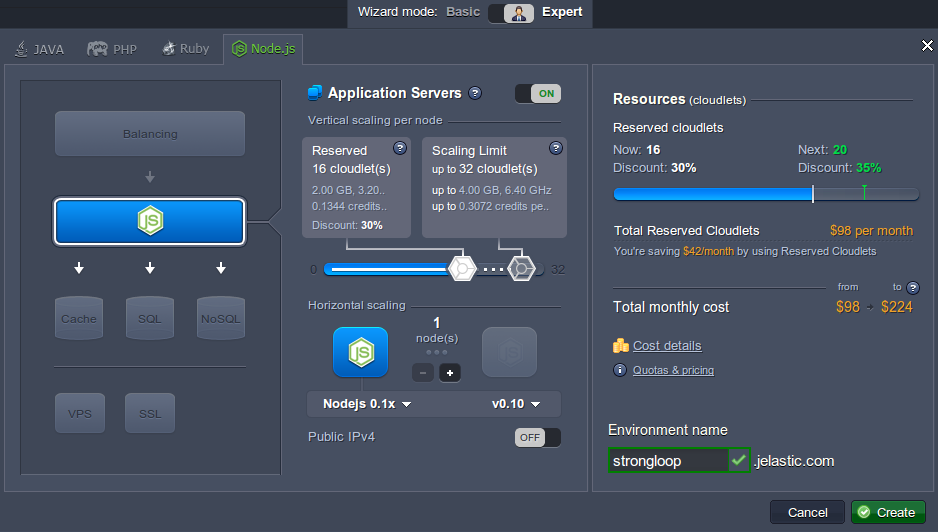 Wizard mode: Basic Expert
JAVA
PHP
Ruby
Node.js
Balancing
JS
Cache
SQL
NoSQL
VPS
SSL
Application Servers ? ON
Vertical scaling per node
Reserved ?
16 cloudlet(s)
2.00 GB, 3.20..
0.1344 credits..
Discount: 30%
Scaling Limit ?
up to 32 cloudlet(s)
up to 4.00 GB, 6.40 GHz
up to 0.3072 credits pe..
0 32
Horizontal scaling
JS
1
node(s)
JS
Nodejs 0.1x v0.10
Public IPv4 OFF
Resources (cloudlets)
Reserved cloudlets
Now: 16 Next: 20
Discount: 30% Discount: 35%
Total Reserved Cloudlets $98 per month
You're saving $42/month by using Reserved Cloudlets
from to ?
Total monthly cost $98 $224
Cost details
Quotas & pricing
Environment name
strongloop .jelastic.com
Cancel Create